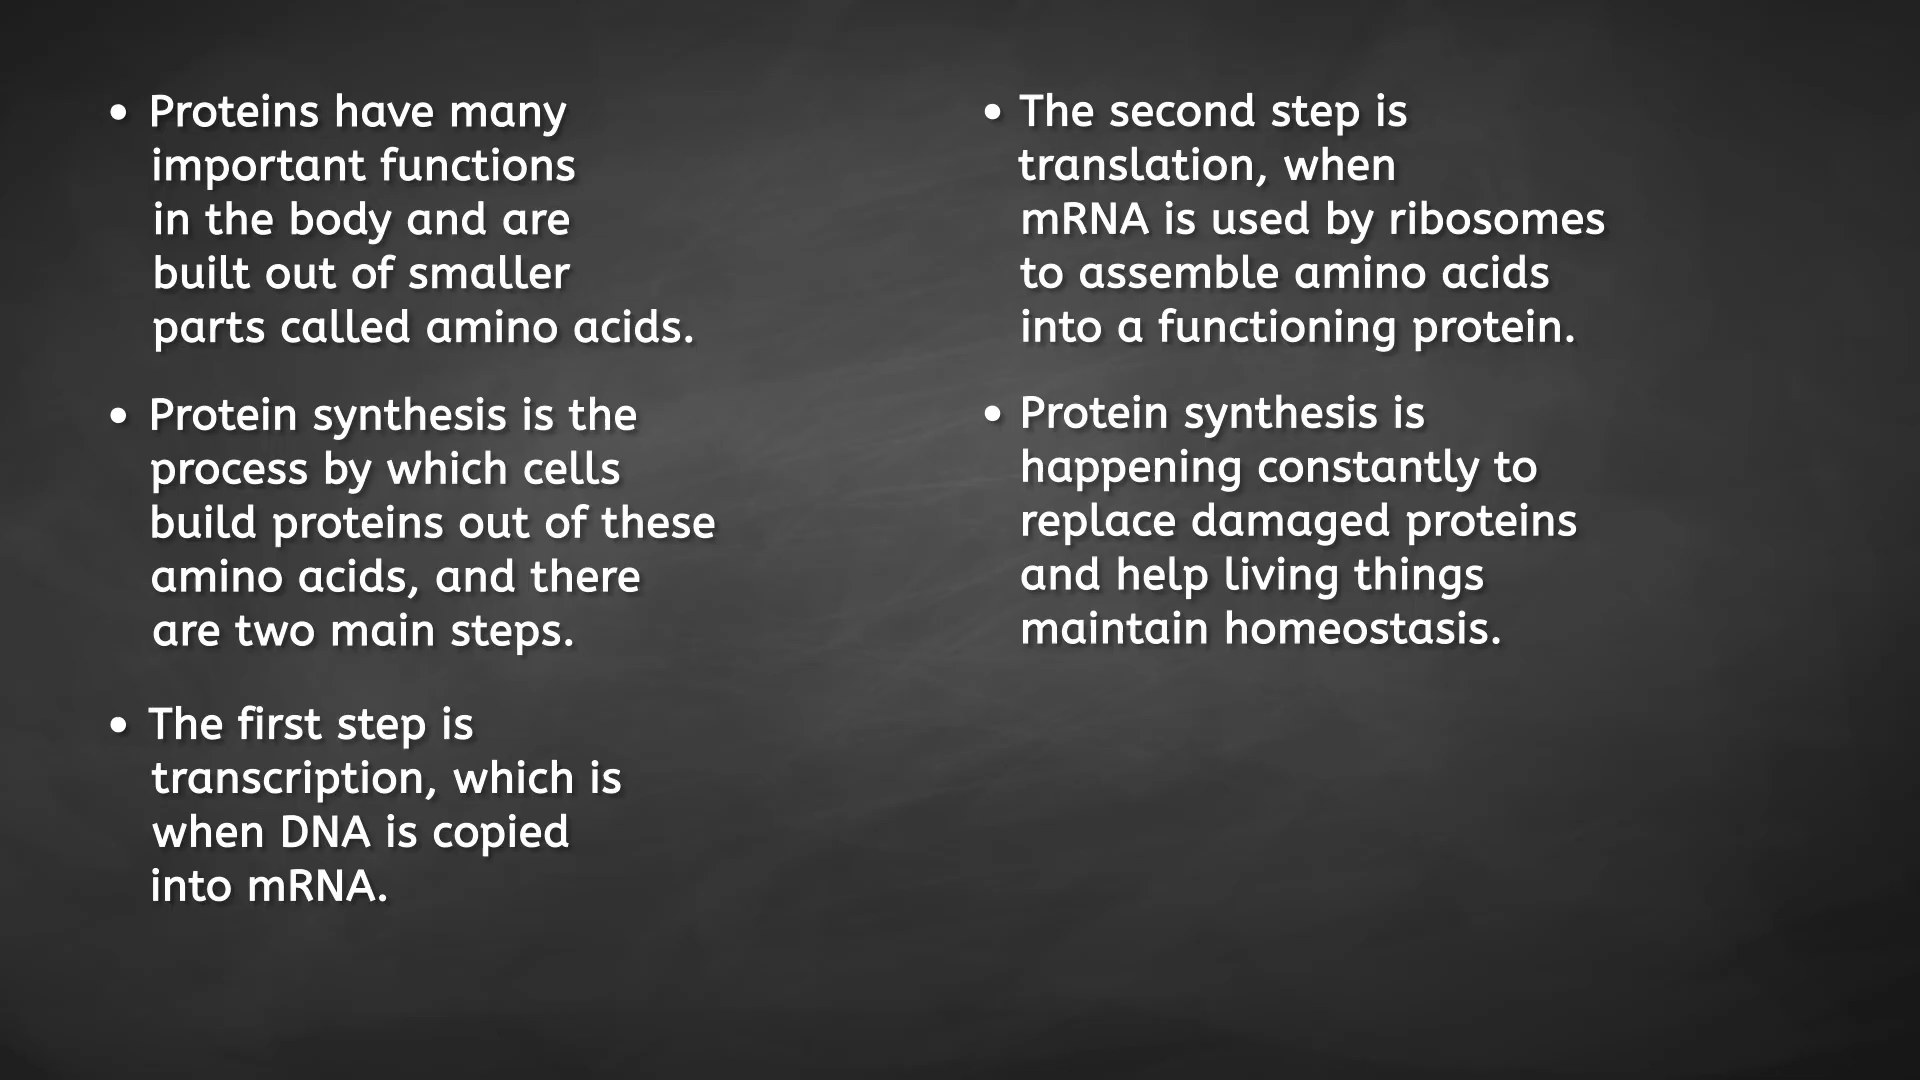 • Proteins have many
important functions
in the body and are
built out of smaller
parts called amino acids.
• Protein synthesis is the
process by which cells
build proteins out of these
amino acids, and there
are two main steps.
• The first step is
transcription, which is
when DNA is copied
into mRNA.
• The second step is
translation, when
mRNA is used by ribosomes
to assemble amino acids
into a functioning protein.
• Protein synthesis is
happening constantly to
replace damaged proteins
and help living things
maintain homeostasis.